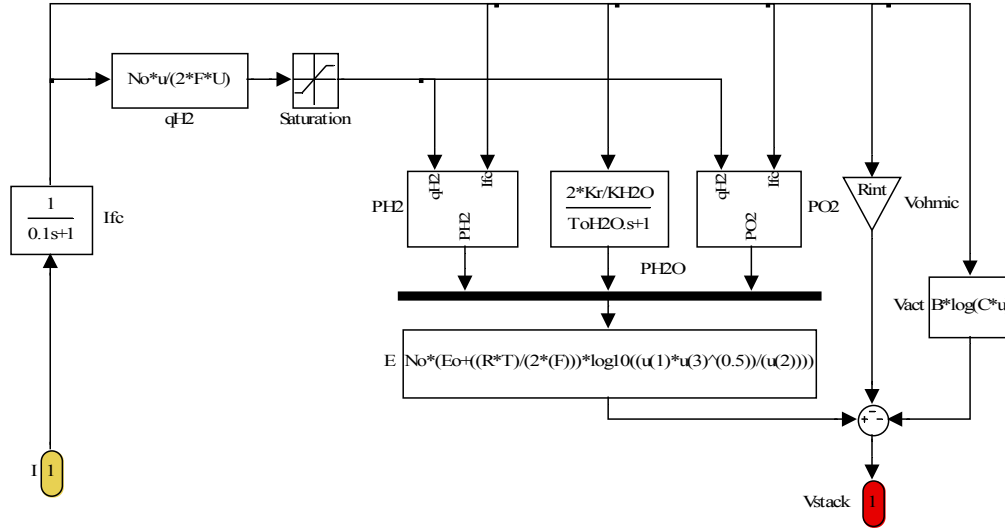 No*u/(2*F*U)
qH2
Saturation
1
0.1s+1
Ifc
PH2
qH2
Ifc
PH2
2*Kr/KH2O
ToH2O.s+1
PH2O
qH2
Ifc
PO2
PO2
Rint
Vohmic
Vact
B*log(C*u
E
No*(Eo+((R*T)/(2*(F)))*log10((u(1)*u(3)^(0.5))/(u(2))))
+
−
−
I
1
Vstack
1